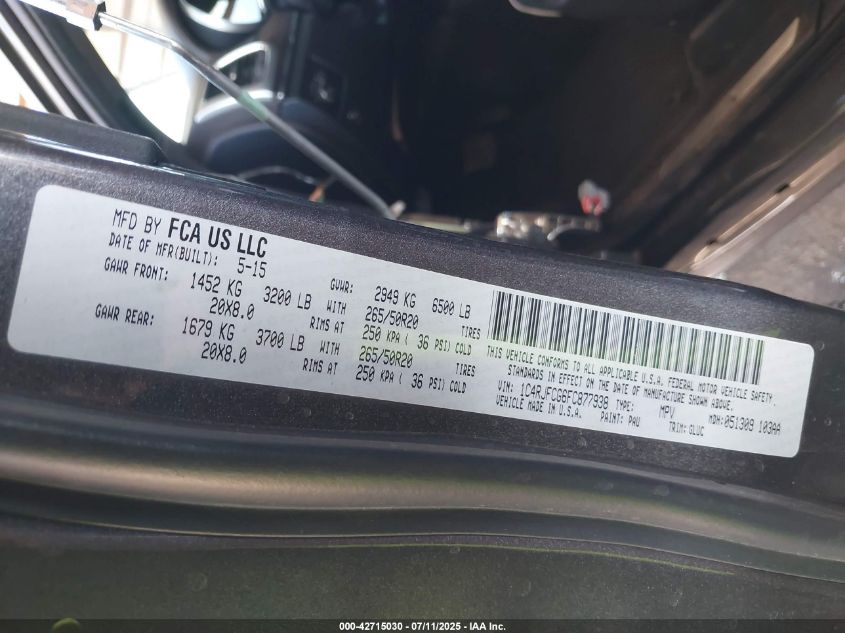 MFD BY FCA US LLC
DATE OF MFR(BUILT): 5-15 GVWR: 2949 KG 6500 LB
GAWR FRONT: 1452 KG 3200 LB WITH 265/50R20 TIRES
20X8.0 RIMS AT 250 KPA ( 36 PSI) COLD
GAWR REAR: 1679 KG 3700 LB WITH 265/50R20 TIRES
20X8.0 RIMS AT 250 KPA ( 36 PSI) COLD
THIS VEHICLE CONFORMS TO ALL APPLICABLE U.S.A. FEDERAL MOTOR VEHICLE SAFETY.
STANDARDS IN EFFECT ON THE DATE OF MANUFACTURE SHOWN ABOVE.
VIN: 1C4RJFCG6FC877938 TYPE: MPV MDH:051309 103AA
VEHICLE MADE IN U.S.A. PAINT: PAU TRIM: GLUC
000-42715030 - 07/11/2025 - IAA Inc.